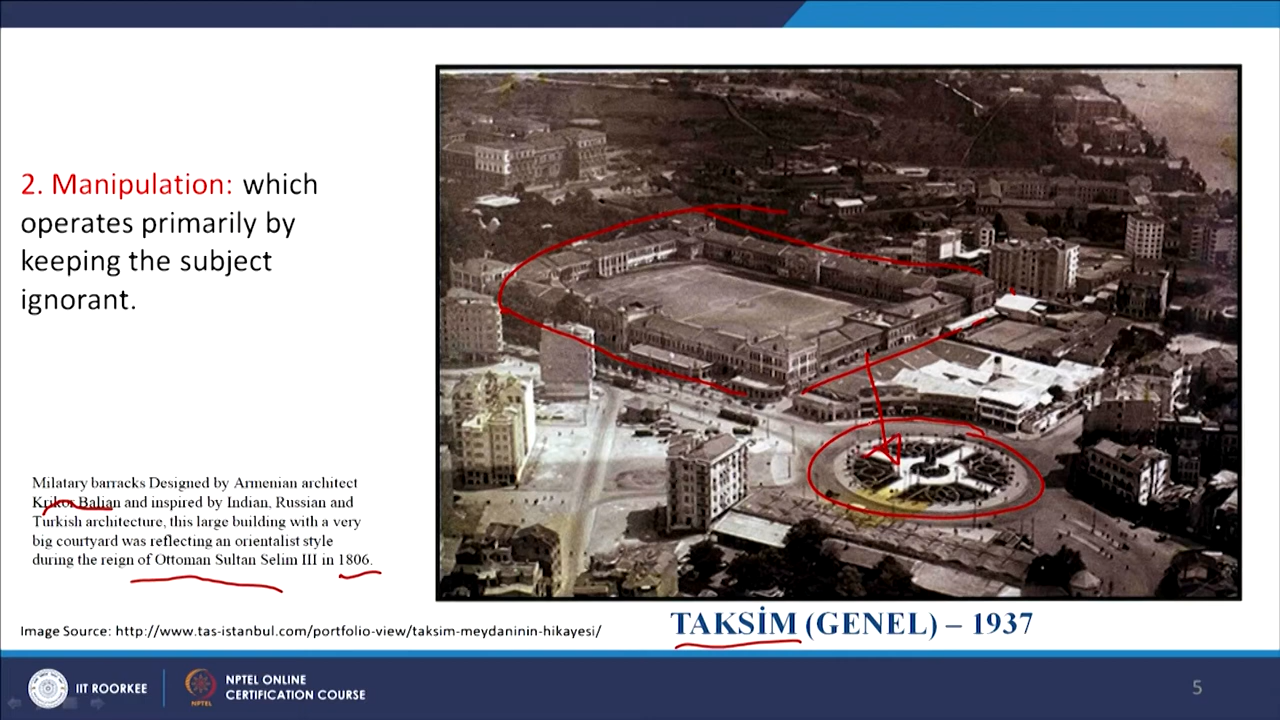 2. Manipulation: which
operates primarily by
keeping the subject
ignorant.
Milatary barracks Designed by Armenian architect
Krikor Balian and inspired by Indian, Russian and
Turkish architecture, this large building with a very
big courtyard was reflecting an orientalist style
during the reign of Ottoman Sultan Selim III in 1806.
Image Source: http://www.tas-istanbul.com/portfolio-view/taksim-meydaninin-hikayesi/
TAKSİM (GENEL) – 1937
IIT ROORKEE
NPTEL
NPTEL ONLINE
CERTIFICATION COURSE
5